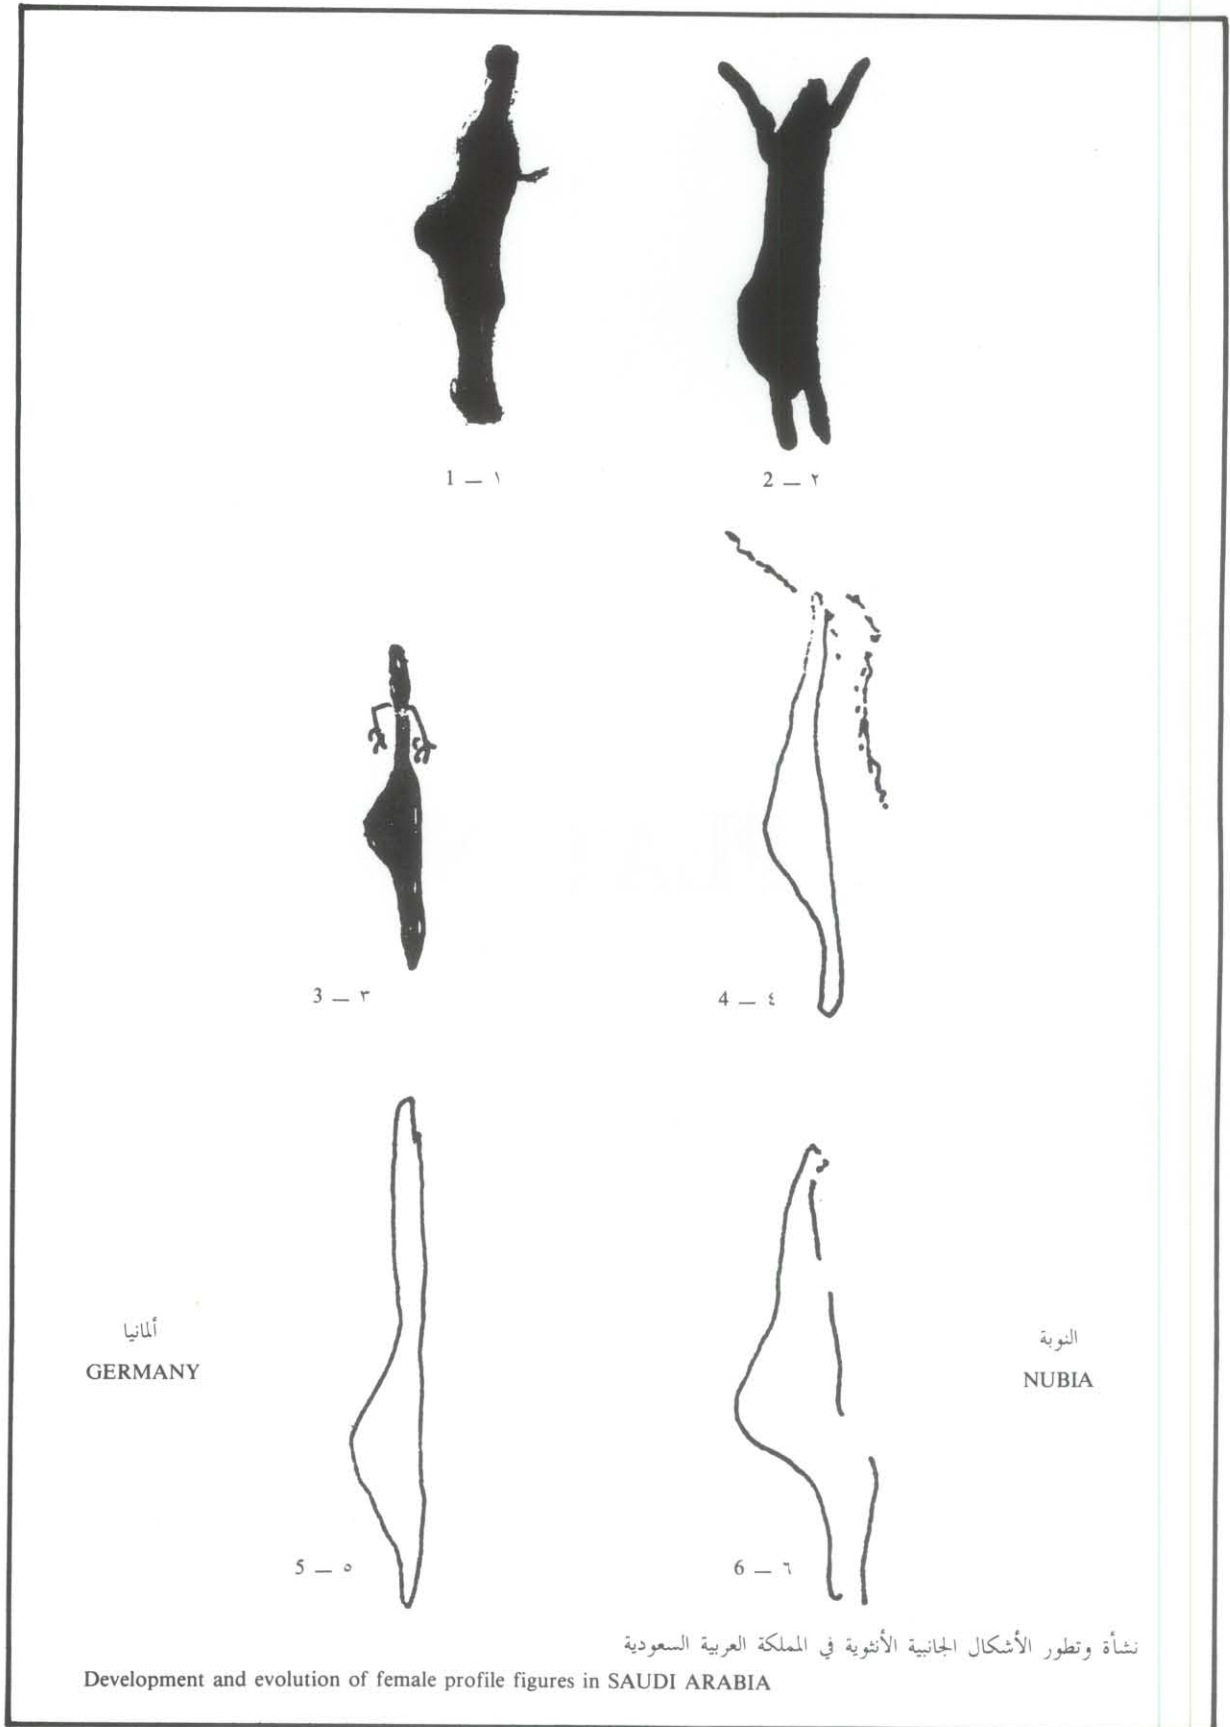 1 — ١
2 — ٢
3 — ٣
4 — ٤
ألمانيا
GERMANY
النوبة
NUBIA
5 — ٥
6 — ٦
نشأة وتطور الأشكال الجانبية الأنثوية في المملكة العربية السعودية
Development and evolution of female profile figures in SAUDI ARABIA